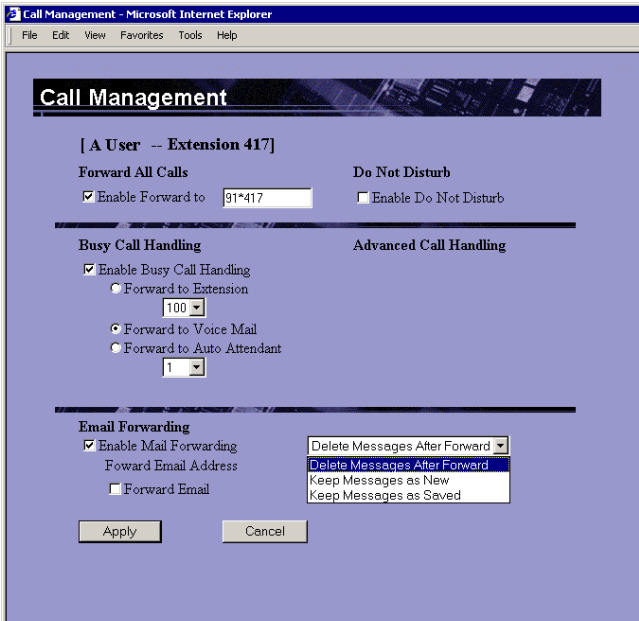 Call Management - Microsoft Internet Explorer
File Edit View Favorites Tools Help
Call Management
[ A User -- Extension 417]
Forward All Calls
Do Not Disturb
Enable Forward to 91*417
Enable Do Not Disturb
Busy Call Handling
Advanced Call Handling
Enable Busy Call Handling
Forward to Extension
100
Forward to Voice Mail
Forward to Auto Attendant
1
Email Forwarding
Enable Mail Forwarding
Delete Messages After Forward
Foward Email Address
Delete Messages After Forward
Keep Messages as New
Forward Email
Keep Messages as Saved
Apply
Cancel